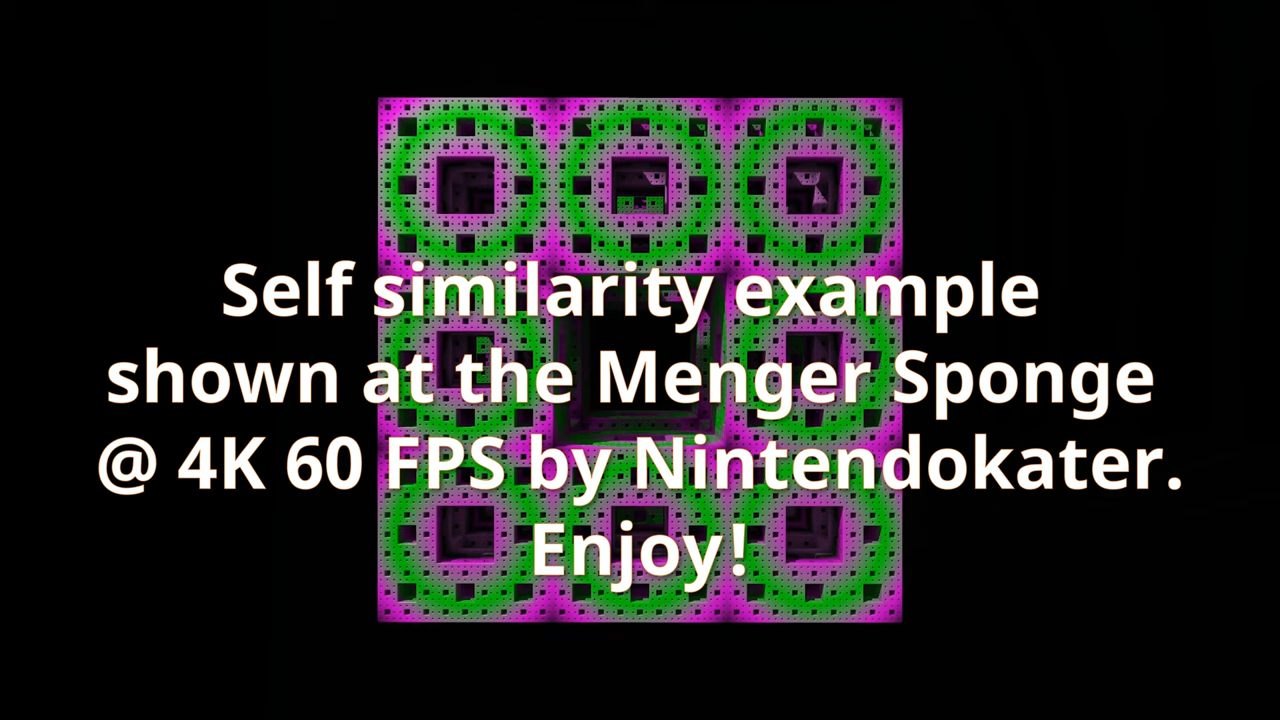 Self similarity example
shown at the Menger Sponge
@ 4K 60 FPS by Nintendokater.
Enjoy!